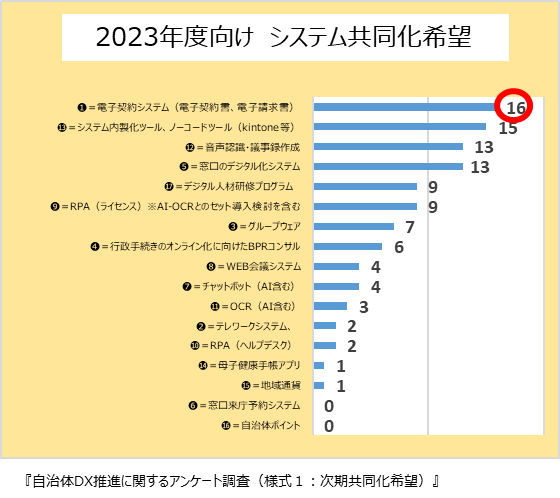 2023年度向け システム共同化希望
❶＝電子契約システム（電子契約書、電子請求書） 16
⓭＝システム内製化ツール、ノーコードツール（kintone等） 15
⓬＝音声認識・議事録作成 13
❺＝窓口のデジタル化システム 13
⓱＝デジタル人材研修プログラム 9
❾＝RPA（ライセンス）※AI-OCRとのセット導入検討を含む 9
❸＝グループウェア 7
❹＝行政手続きのオンライン化に向けたBPRコンサル 6
❽＝WEB会議システム 4
❼＝チャットボット（AI含む） 4
⓫＝OCR（AI含む） 3
❷＝テレワークシステム、 2
❿＝RPA（ヘルプデスク） 2
⓮＝母子健康手帳アプリ 1
⓯＝地域通貨 1
❻＝窓口来庁予約システム 0
⓰＝自治体ポイント 0
『自治体DX推進に関するアンケート調査（様式１：次期共同化希望）』